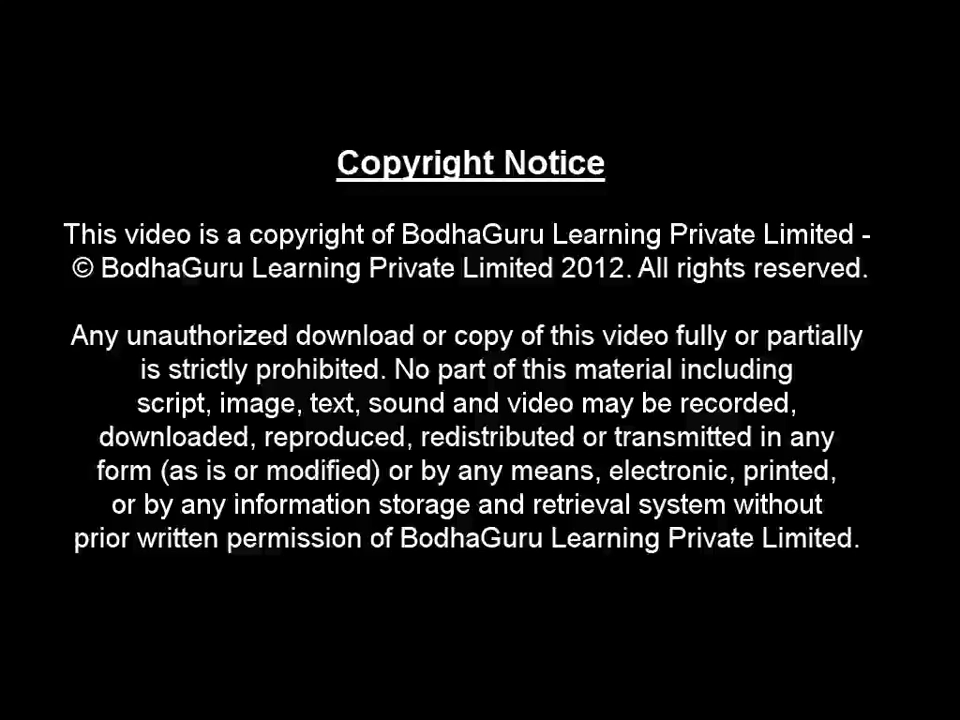 Copyright Notice
This video is a copyright of BodhaGuru Learning Private Limited -
© BodhaGuru Learning Private Limited 2012. All rights reserved.
Any unauthorized download or copy of this video fully or partially
is strictly prohibited. No part of this material including
script, image, text, sound and video may be recorded,
downloaded, reproduced, redistributed or transmitted in any
form (as is or modified) or by any means, electronic, printed,
or by any information storage and retrieval system without
prior written permission of BodhaGuru Learning Private Limited.